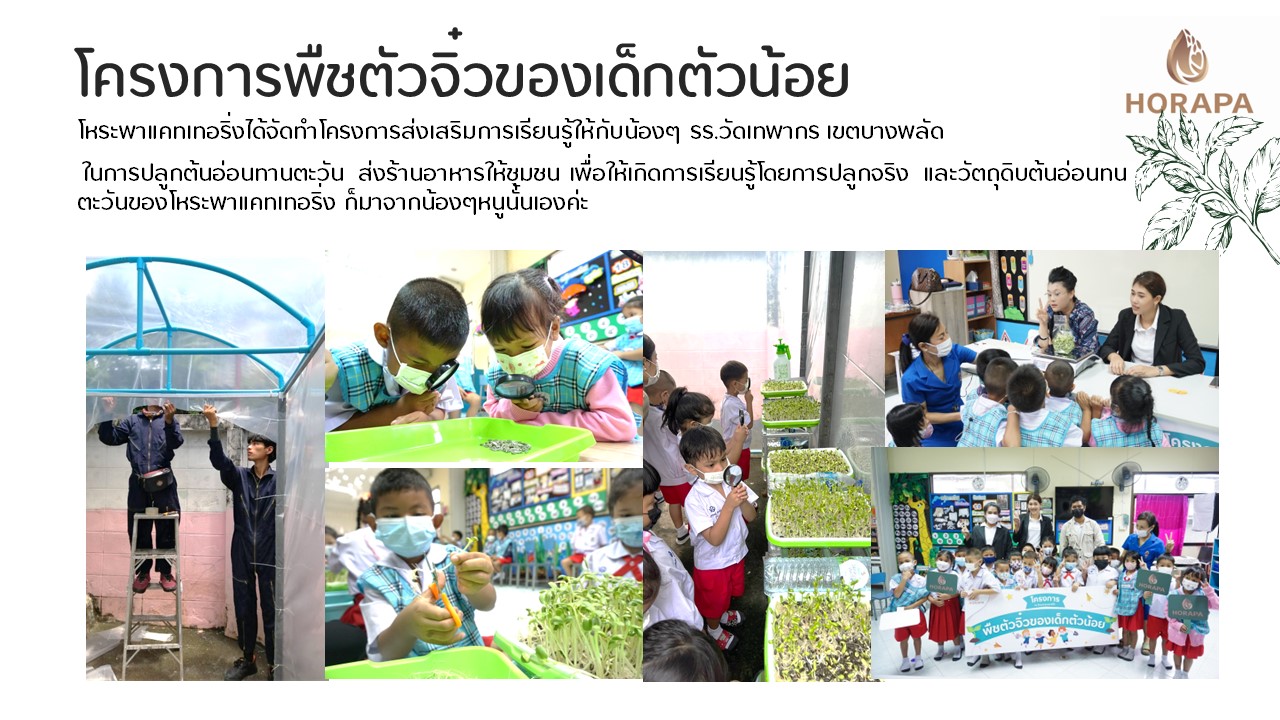 โครงการพืชตัวจิ๋วของเด็กตัวน้อย
HORAPA
โหระพาแคทเทอริ่งได้จัดทำโครงการส่งเสริมการเรียนรู้ให้กับน้องๆ รร.วัดเทพากร เขตบางพลัด
ในการปลูกต้นอ่อนทานตะวัน ส่งร้านอาหารให้ชุมชน เพื่อให้เกิดการเรียนรู้โดยการปลูกจริง และวัตถุดิบต้นอ่อนทน
ตะวันของโหระพาแคทเทอริ่ง ก็มาจากน้องๆหนูนั้นเองค่ะ
โครงการ
พืชตัวจิ๋วของเด็กตัวน้อย
HORAPA
HORAPA
HORAPA